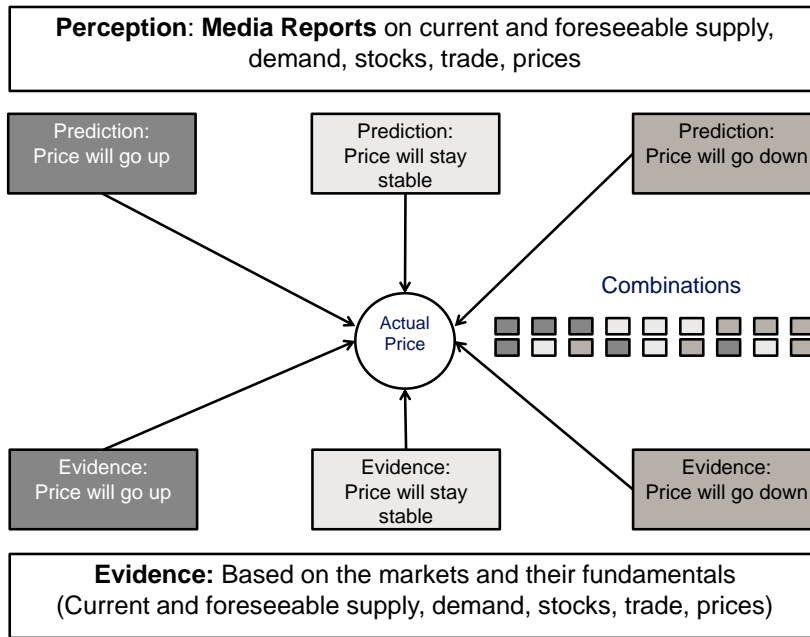 Perception: Media Reports on current and foreseeable supply,
demand, stocks, trade, prices
Prediction:
Price will go up
Prediction:
Price will stay
stable
Prediction:
Price will go down
Combinations
Actual
Price
Evidence:
Price will go up
Evidence:
Price will stay
stable
Evidence:
Price will go down
Evidence: Based on the markets and their fundamentals
(Current and foreseeable supply, demand, stocks, trade, prices)